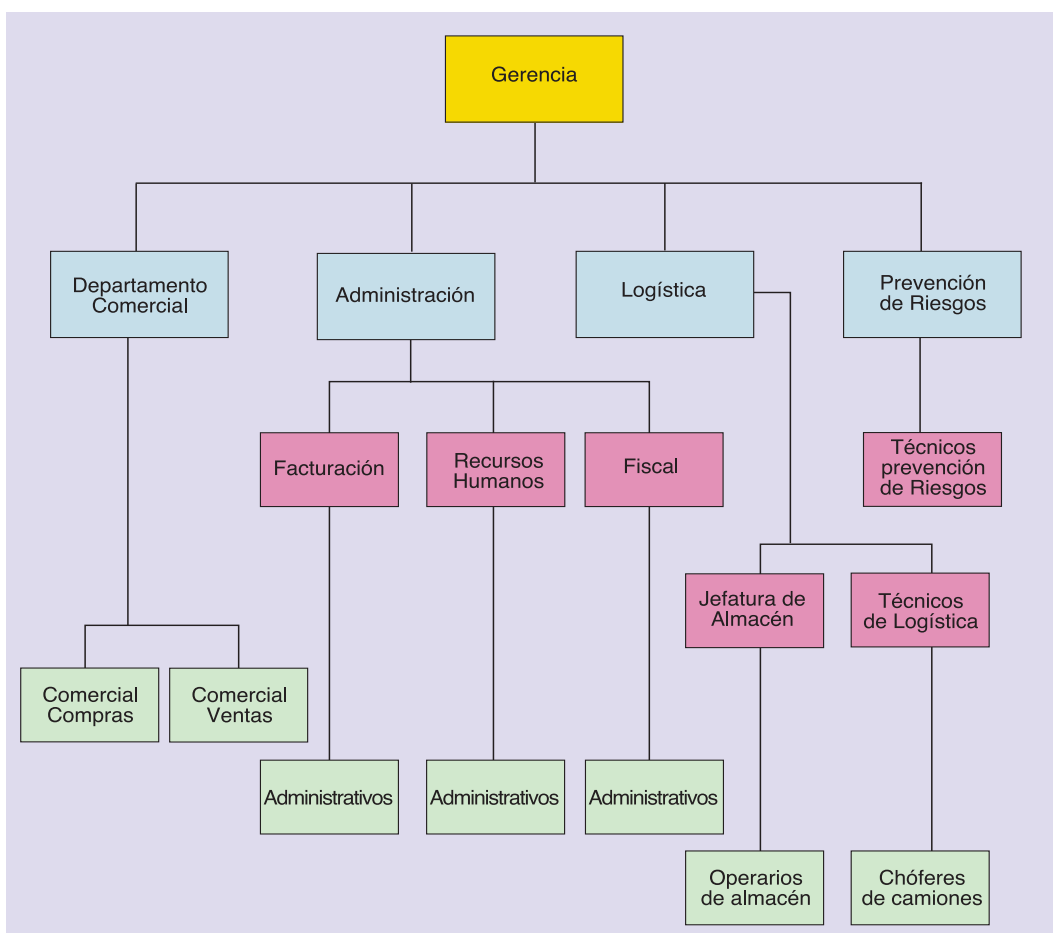 Gerencia
Departamento
Comercial
Administración
Logística
Prevención
de Riesgos
Facturación
Recursos
Humanos
Fiscal
Técnicos
prevención
de Riesgos
Jefatura de
Almacén
Técnicos
de Logística
Comercial
Compras
Comercial
Ventas
Administrativos
Administrativos
Administrativos
Operarios
de almacén
Chóferes
de camiones